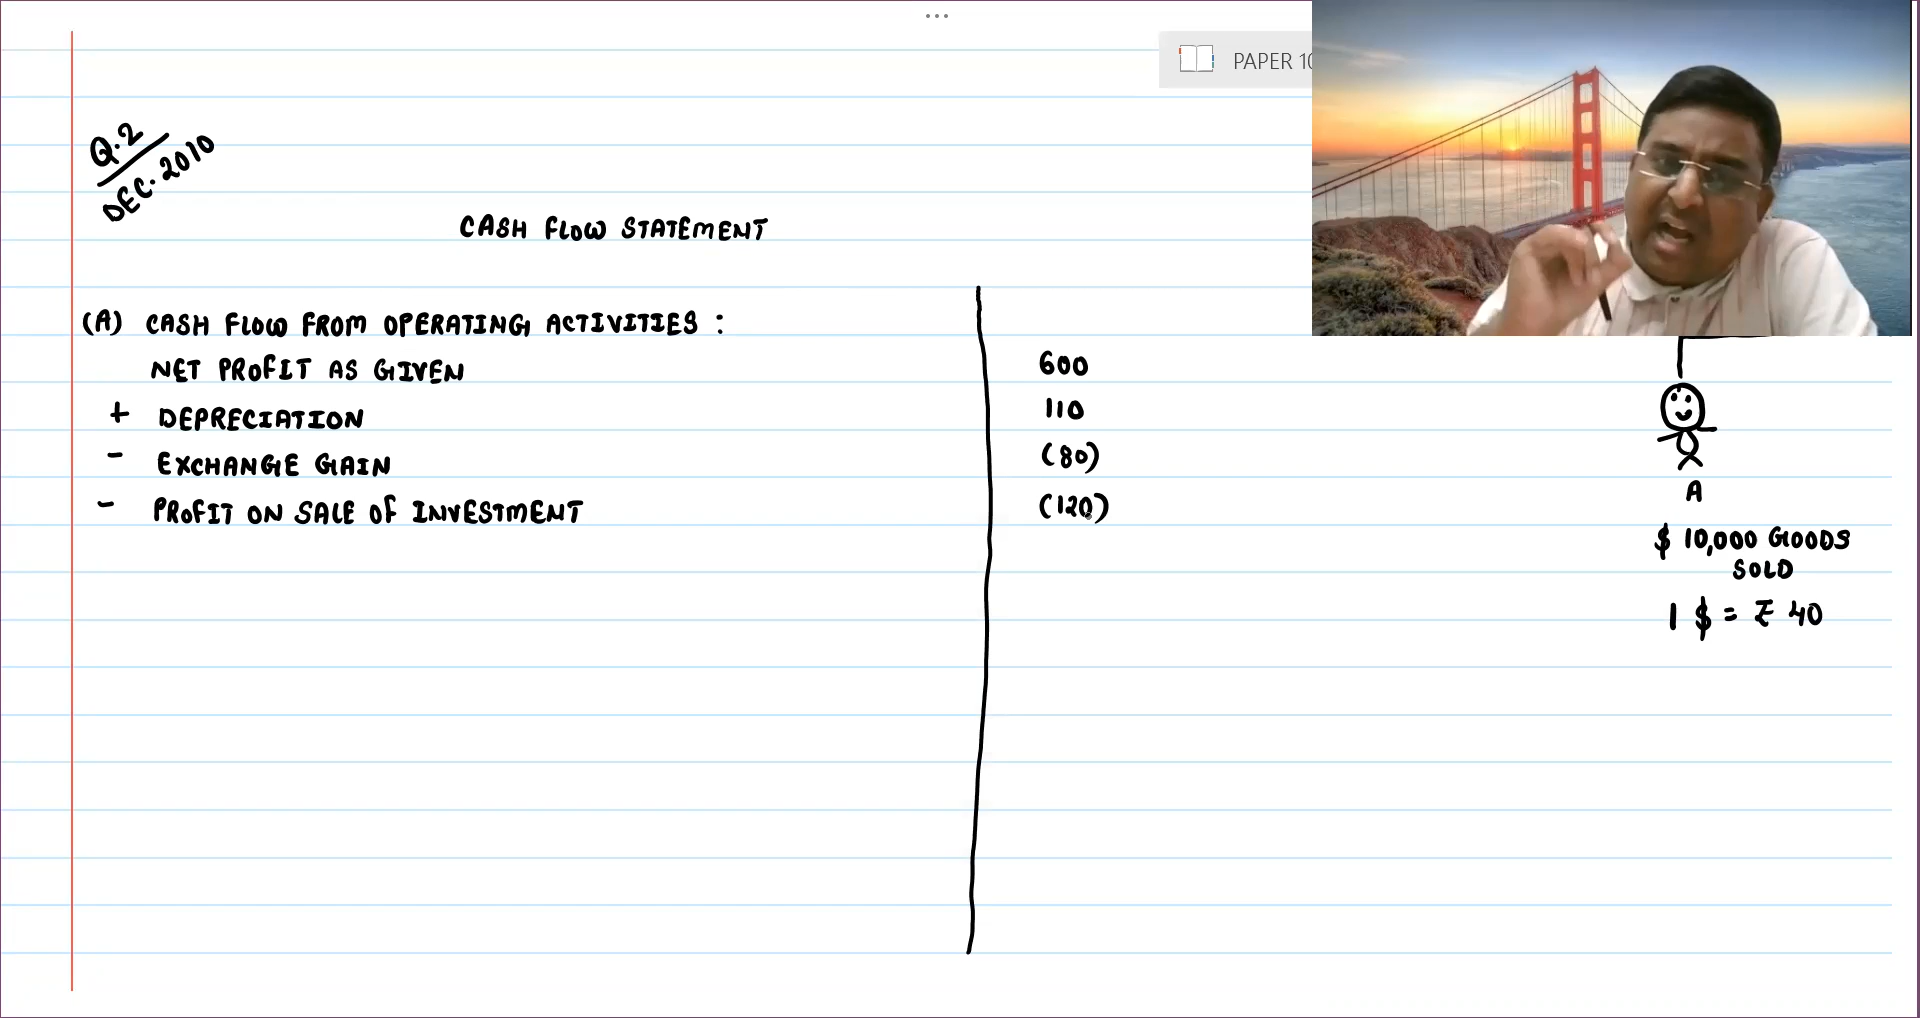 PAPER 10
Q.2
DEC. 2010
CASH FLOW STATEMENT
(A) CASH FLOW FROM OPERATING ACTIVITIES :
NET PROFIT AS GIVEN 600
+ DEPRECIATION 110
- EXCHANGE GAIN (80)
- PROFIT ON SALE OF INVESTMENT (120)
A
$ 10,000 GOODS
SOLD
1 $ = ₹ 40